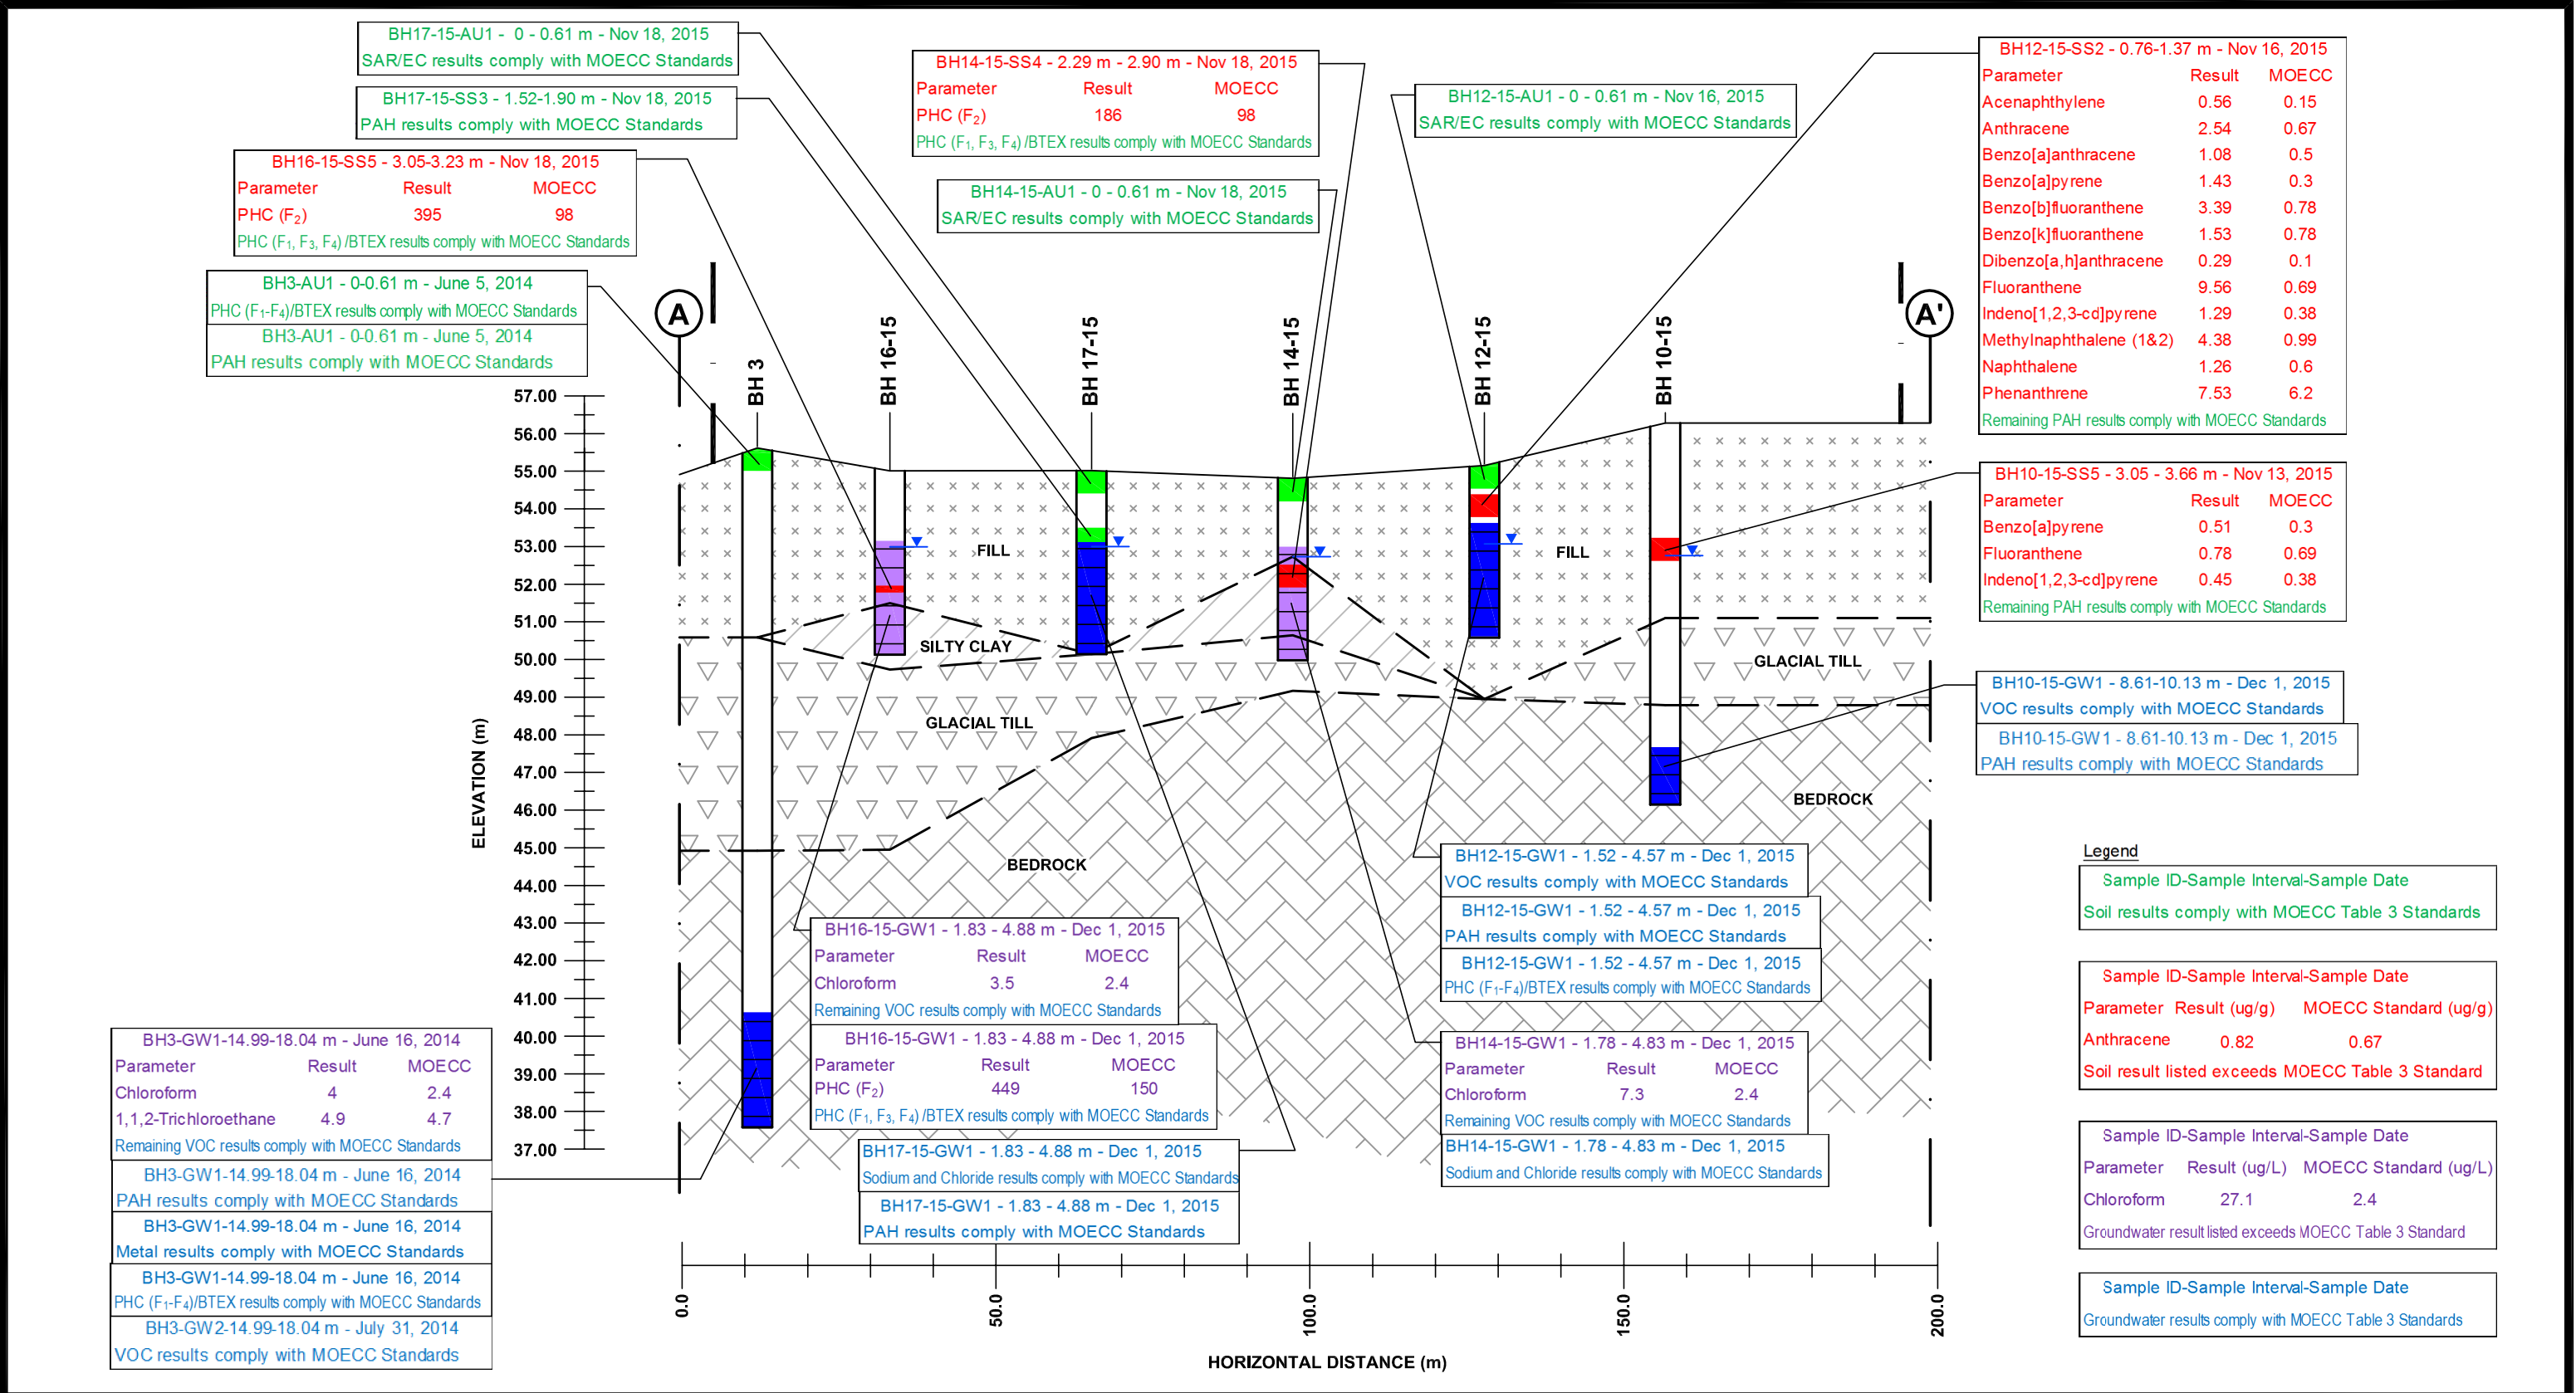 BH17-15-AU1 - 0 - 0.61 m - Nov 18, 2015
SAR/EC results comply with MOECC Standards
BH17-15-SS3 - 1.52-1.90 m - Nov 18, 2015
PAH results comply with MOECC Standards
BH16-15-SS5 - 3.05-3.23 m - Nov 18, 2015
Parameter Result MOECC
PHC (F₂) 395 98
PHC (F₁, F₃, F₄) /BTEX results comply with MOECC Standards
BH3-AU1 - 0-0.61 m - June 5, 2014
PHC (F₁-F₄)/BTEX results comply with MOECC Standards
BH3-AU1 - 0-0.61 m - June 5, 2014
PAH results comply with MOECC Standards
BH14-15-SS4 - 2.29 m - 2.90 m - Nov 18, 2015
Parameter Result MOECC
PHC (F₂) 186 98
PHC (F₁, F₃, F₄) /BTEX results comply with MOECC Standards
BH14-15-AU1 - 0 - 0.61 m - Nov 18, 2015
SAR/EC results comply with MOECC Standards
BH12-15-AU1 - 0 - 0.61 m - Nov 16, 2015
SAR/EC results comply with MOECC Standards
BH12-15-SS2 - 0.76-1.37 m - Nov 16, 2015
Parameter Result MOECC
Acenaphthylene 0.56 0.15
Anthracene 2.54 0.67
Benzo[a]anthracene 1.08 0.5
Benzo[a]pyrene 1.43 0.3
Benzo[b]fluoranthene 3.39 0.78
Benzo[k]fluoranthene 1.53 0.78
Dibenzo[a,h]anthracene 0.29 0.1
Fluoranthene 9.56 0.69
Indeno[1,2,3-cd]pyrene 1.29 0.38
Methylnaphthalene (1&2) 4.38 0.99
Naphthalene 1.26 0.6
Phenanthrene 7.53 6.2
Remaining PAH results comply with MOECC Standards
BH10-15-SS5 - 3.05 - 3.66 m - Nov 13, 2015
Parameter Result MOECC
Benzo[a]pyrene 0.51 0.3
Fluoranthene 0.78 0.69
Indeno[1,2,3-cd]pyrene 0.45 0.38
Remaining PAH results comply with MOECC Standards
BH10-15-GW1 - 8.61-10.13 m - Dec 1, 2015
VOC results comply with MOECC Standards
BH10-15-GW1 - 8.61-10.13 m - Dec 1, 2015
PAH results comply with MOECC Standards
A
A'
BH 3
BH 16-15
BH 17-15
BH 14-15
BH 12-15
BH 10-15
57.00
56.00
55.00
54.00
53.00
52.00
51.00
50.00
49.00
48.00
47.00
46.00
45.00
44.00
43.00
42.00
41.00
40.00
39.00
38.00
37.00
ELEVATION (m)
FILL
FILL
SILTY CLAY
GLACIAL TILL
GLACIAL TILL
BEDROCK
BEDROCK
BH16-15-GW1 - 1.83 - 4.88 m - Dec 1, 2015
Parameter Result MOECC
Chloroform 3.5 2.4
Remaining VOC results comply with MOECC Standards
BH16-15-GW1 - 1.83 - 4.88 m - Dec 1, 2015
Parameter Result MOECC
PHC (F₂) 449 150
PHC (F₁, F₃, F₄) /BTEX results comply with MOECC Standards
BH17-15-GW1 - 1.83 - 4.88 m - Dec 1, 2015
Sodium and Chloride results comply with MOECC Standards
BH17-15-GW1 - 1.83 - 4.88 m - Dec 1, 2015
PAH results comply with MOECC Standards
BH12-15-GW1 - 1.52 - 4.57 m - Dec 1, 2015
VOC results comply with MOECC Standards
BH12-15-GW1 - 1.52 - 4.57 m - Dec 1, 2015
PAH results comply with MOECC Standards
BH12-15-GW1 - 1.52 - 4.57 m - Dec 1, 2015
PHC (F₁-F₄)/BTEX results comply with MOECC Standards
BH14-15-GW1 - 1.78 - 4.83 m - Dec 1, 2015
Parameter Result MOECC
Chloroform 7.3 2.4
Remaining VOC results comply with MOECC Standards
BH14-15-GW1 - 1.78 - 4.83 m - Dec 1, 2015
Sodium and Chloride results comply with MOECC Standards
BH3-GW1-14.99-18.04 m - June 16, 2014
Parameter Result MOECC
Chloroform 4 2.4
1,1,2-Trichloroethane 4.9 4.7
Remaining VOC results comply with MOECC Standards
BH3-GW1-14.99-18.04 m - June 16, 2014
PAH results comply with MOECC Standards
BH3-GW1-14.99-18.04 m - June 16, 2014
Metal results comply with MOECC Standards
BH3-GW1-14.99-18.04 m - June 16, 2014
PHC (F₁-F₄)/BTEX results comply with MOECC Standards
BH3-GW2-14.99-18.04 m - July 31, 2014
VOC results comply with MOECC Standards
Legend
Sample ID-Sample Interval-Sample Date
Soil results comply with MOECC Table 3 Standards
Sample ID-Sample Interval-Sample Date
Parameter Result (ug/g) MOECC Standard (ug/g)
Anthracene 0.82 0.67
Soil result listed exceeds MOECC Table 3 Standard
Sample ID-Sample Interval-Sample Date
Parameter Result (ug/L) MOECC Standard (ug/L)
Chloroform 27.1 2.4
Groundwater result listed exceeds MOECC Table 3 Standard
Sample ID-Sample Interval-Sample Date
Groundwater results comply with MOECC Table 3 Standards
0.0
50.0
100.0
150.0
200.0
HORIZONTAL DISTANCE (m)